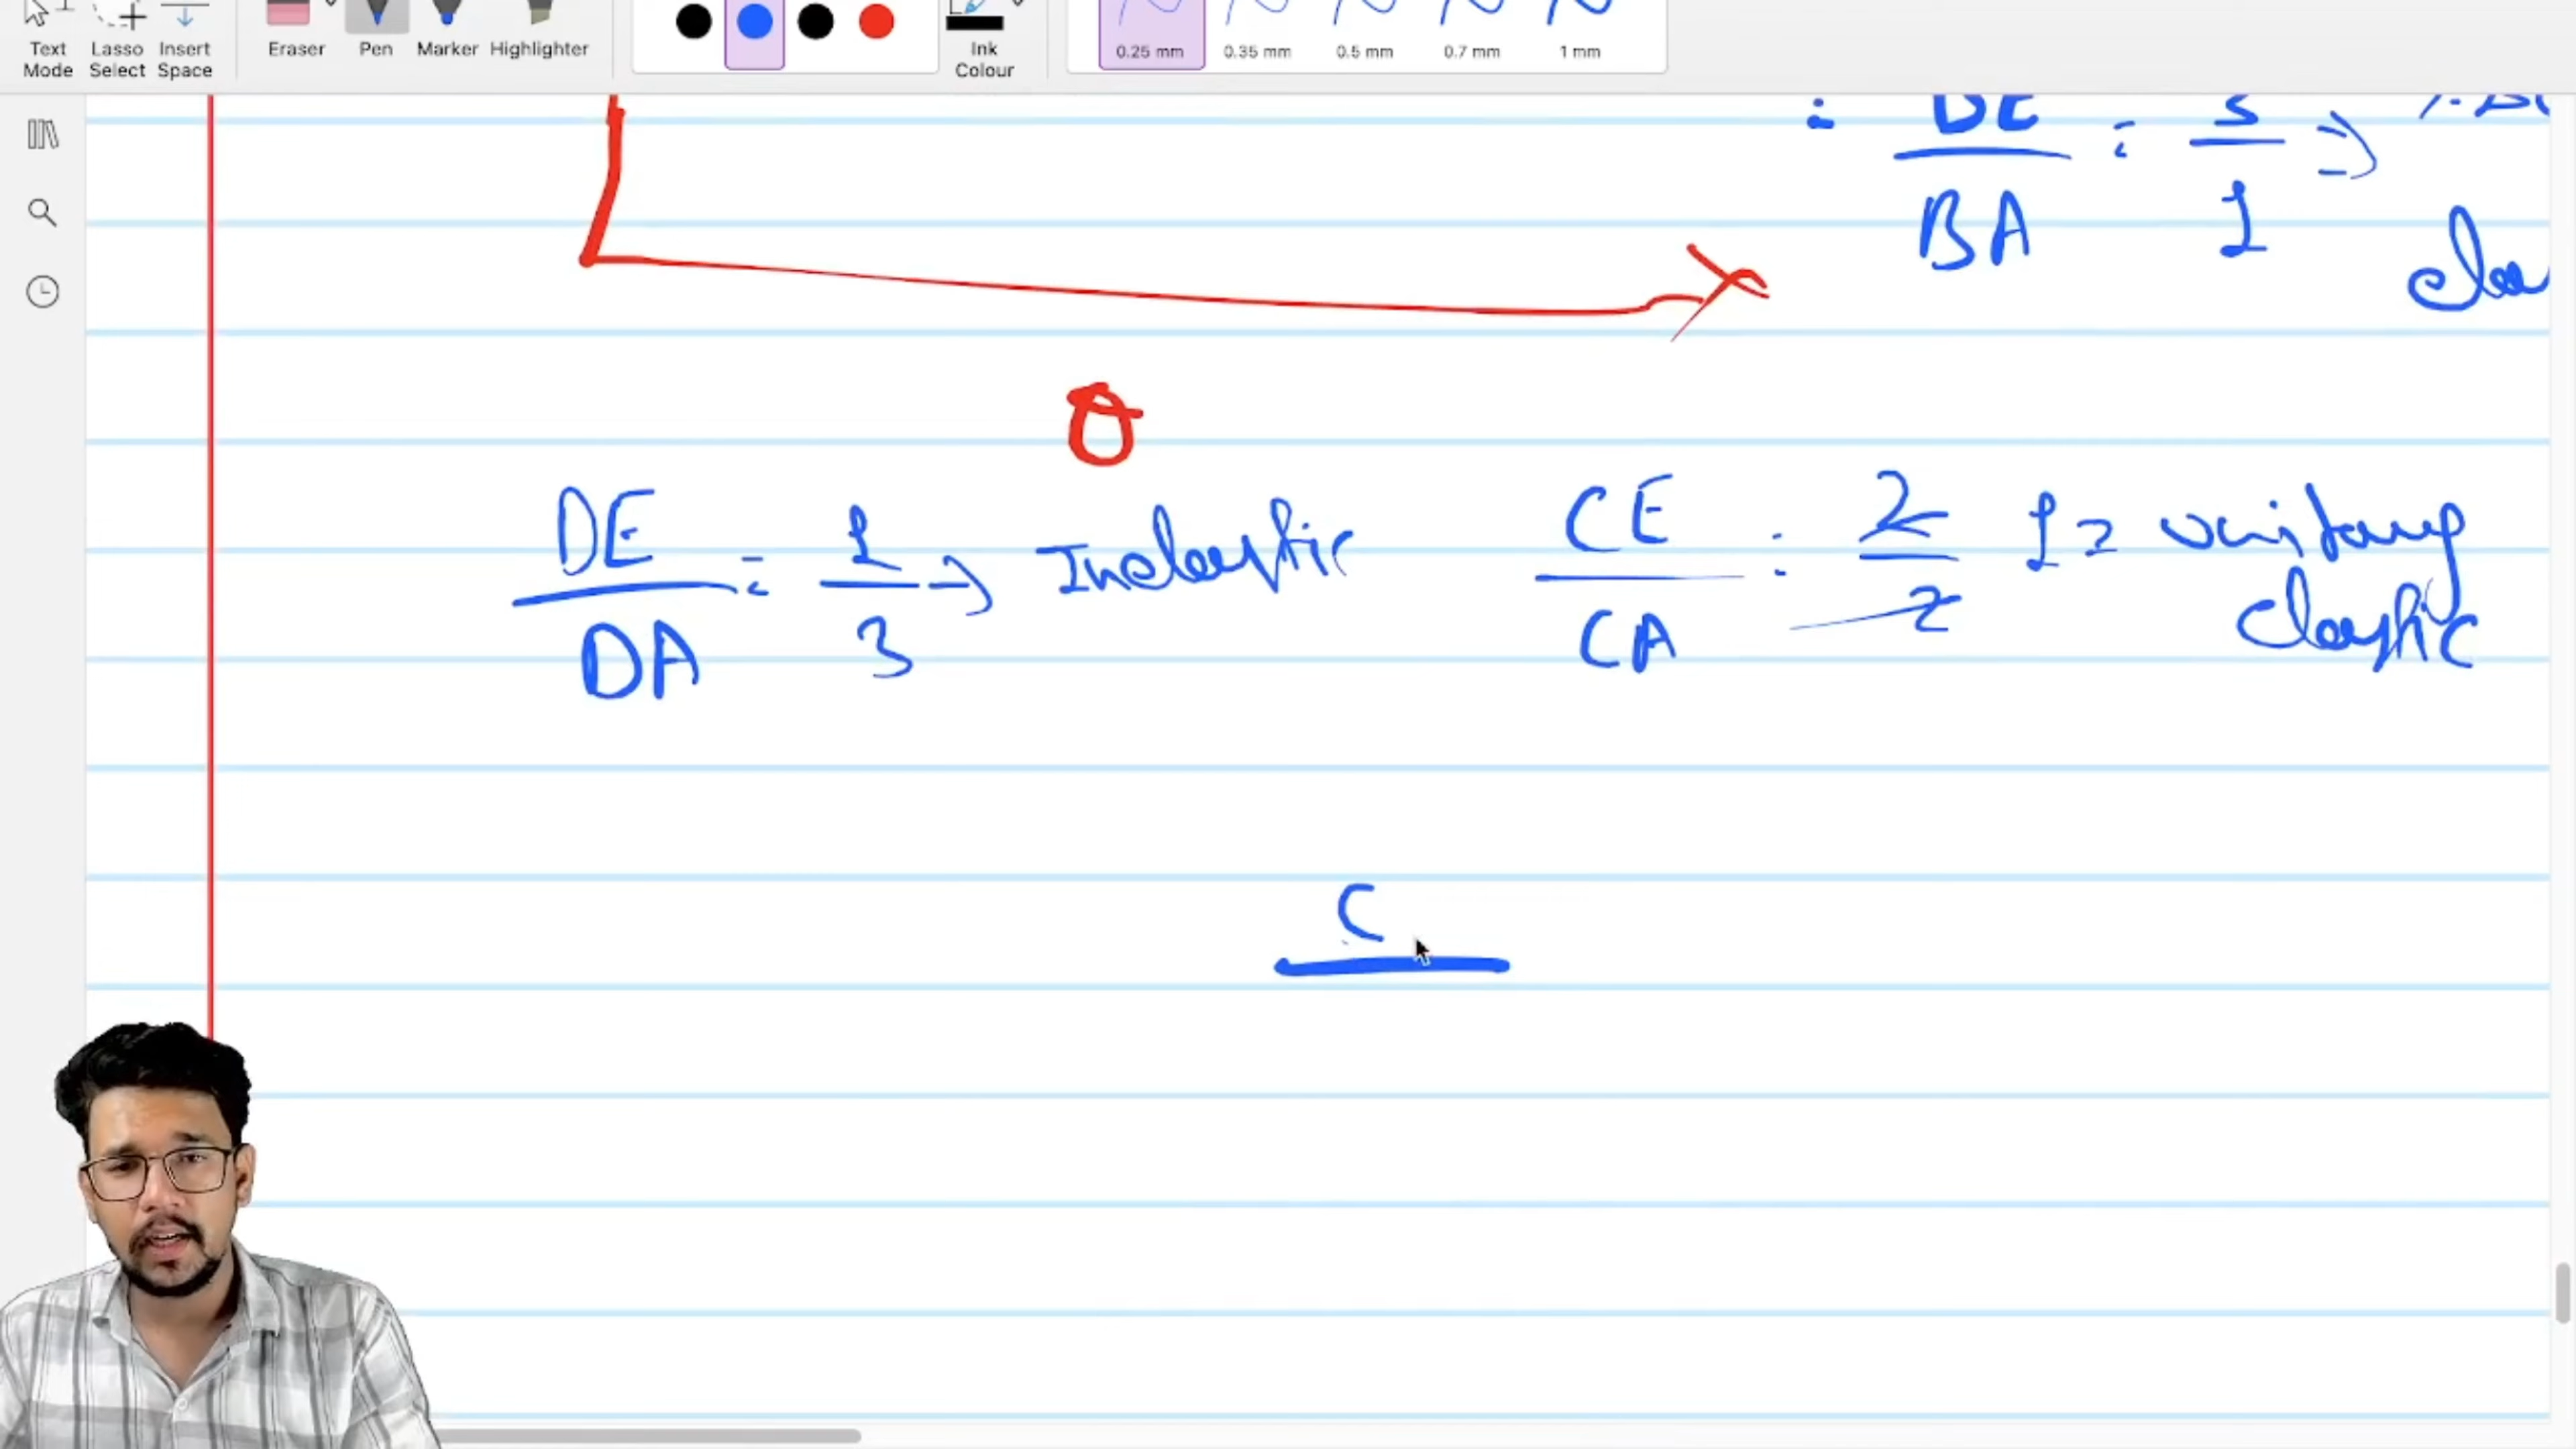 Text Mode Lasso Select Insert Space Eraser Pen Marker Highlighter Ink Colour 0.25 mm 0.35 mm 0.5 mm 0.7 mm 1 mm
: BE / BA : 3 / 1 =>
Q
DE / DA = 1 / 3 -> Inelastic
CE / CA : 2 / 2 1 = unitary elastic
C